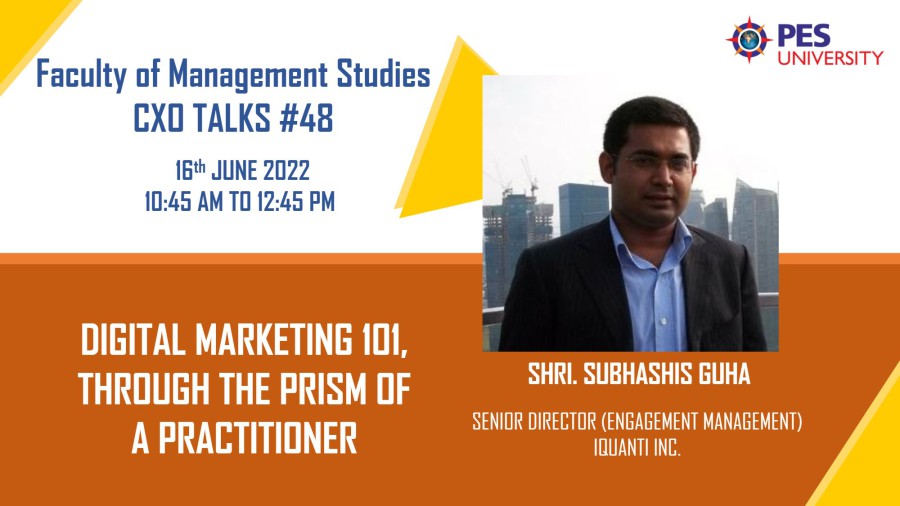 PES
UNIVERSITY
Faculty of Management Studies
CXO TALKS #48
16th JUNE 2022
10:45 AM TO 12:45 PM
DIGITAL MARKETING 101,
THROUGH THE PRISM OF
A PRACTITIONER
SHRI. SUBHASHIS GUHA
SENIOR DIRECTOR (ENGAGEMENT MANAGEMENT)
IQUANTI INC.